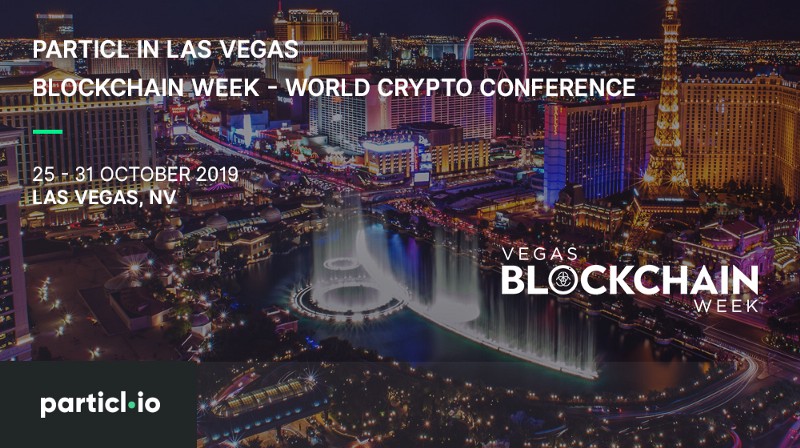 PARTICL IN LAS VEGAS
BLOCKCHAIN WEEK - WORLD CRYPTO CONFERENCE
25 - 31 OCTOBER 2019
LAS VEGAS, NV
VEGAS
BLOCKCHAIN
WEEK
particl.io